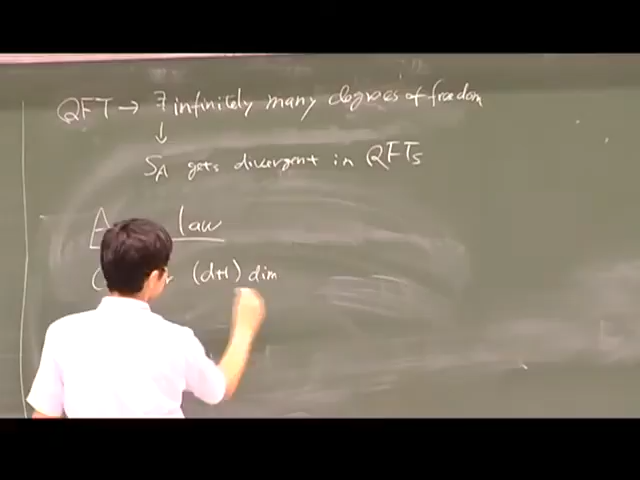 QFT → ∃ infinitely many degrees of freedom
↓
S_A gets divergent in QFTs
law
(d+1) dim